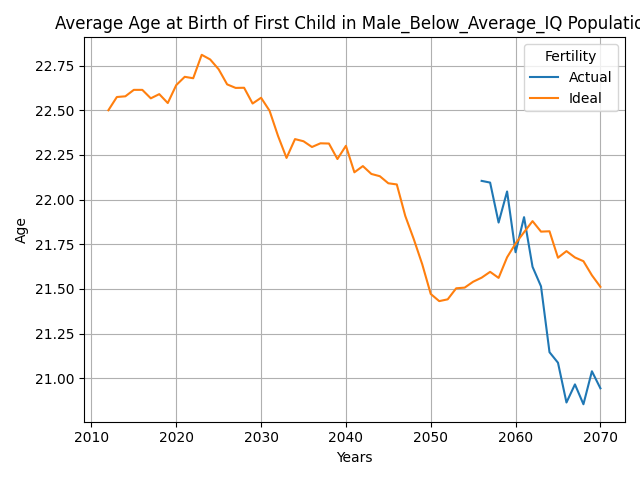 Average Age at Birth of First Child in Male_Below_Average_IQ Populatio
Fertility
Actual
Ideal
22.75
22.50
22.25
22.00
21.75
21.50
21.25
21.00
Age
2010 2020 2030 2040 2050 2060 2070
Years